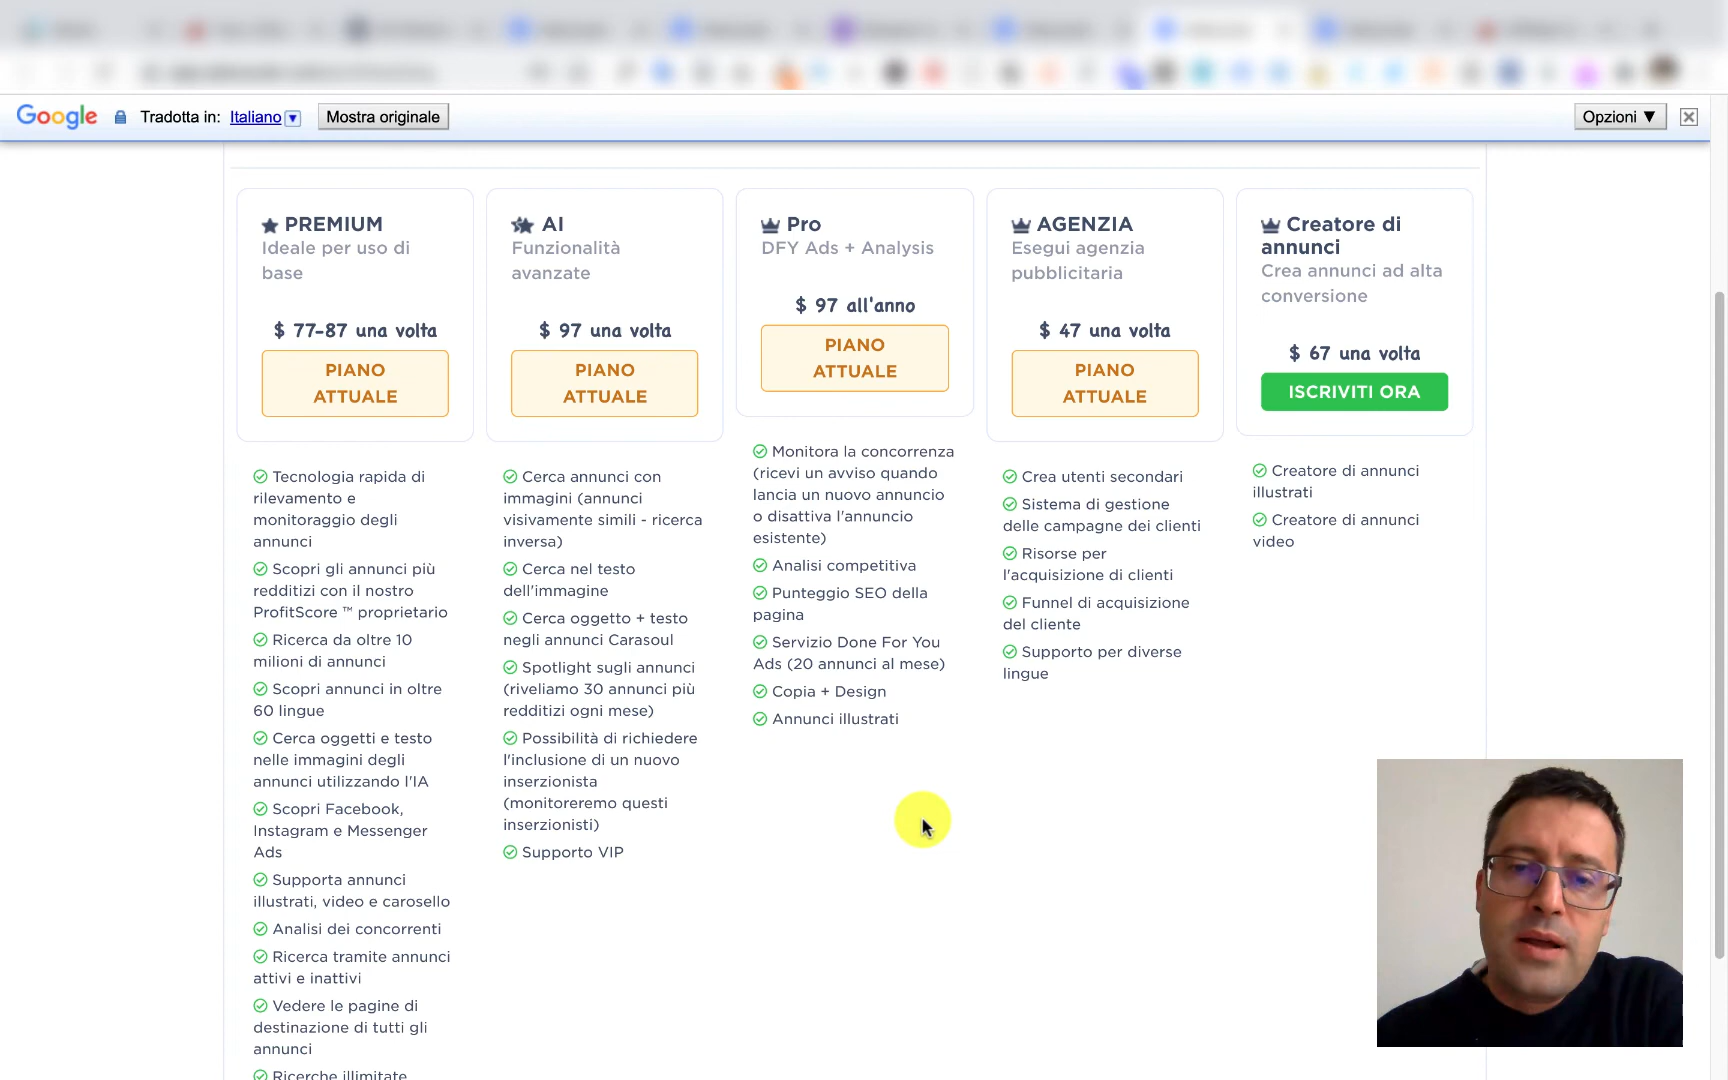 Google
Tradotta in: Italiano ▼ Mostra originale
Opzioni ▼
PREMIUM
Ideale per uso di
base
$ 77-87 una volta
PIANO
ATTUALE
Tecnologia rapida di
rilevamento e
monitoraggio degli
annunci
Scopri gli annunci più
redditizi con il nostro
ProfitScore ™ proprietario
Ricerca da oltre 10
milioni di annunci
Scopri annunci in oltre
60 lingue
Cerca oggetti e testo
nelle immagini degli
annunci utilizzando l'IA
Scopri Facebook,
Instagram e Messenger
Ads
Supporta annunci
illustrati, video e carosello
Analisi dei concorrenti
Ricerca tramite annunci
attivi e inattivi
Vedere le pagine di
destinazione di tutti gli
annunci
Ricerche illimitate
AI
Funzionalità
avanzate
$ 97 una volta
PIANO
ATTUALE
Cerca annunci con
immagini (annunci
visivamente simili - ricerca
inversa)
Cerca nel testo
dell'immagine
Cerca oggetto + testo
negli annunci Carasoul
Spotlight sugli annunci
(riveliamo 30 annunci più
redditizi ogni mese)
Possibilità di richiedere
l'inclusione di un nuovo
inserzionista
(monitoreremo questi
inserzionisti)
Supporto VIP
Pro
DFY Ads + Analysis
$ 97 all'anno
PIANO
ATTUALE
Monitora la concorrenza
(ricevi un avviso quando
lancia un nuovo annuncio
o disattiva l'annuncio
esistente)
Analisi competitiva
Punteggio SEO della
pagina
Servizio Done For You
Ads (20 annunci al mese)
Copia + Design
Annunci illustrati
AGENZIA
Esegui agenzia
pubblicitaria
$ 47 una volta
PIANO
ATTUALE
Crea utenti secondari
Sistema di gestione
delle campagne dei clienti
Risorse per
l'acquisizione di clienti
Funnel di acquisizione
del cliente
Supporto per diverse
lingue
Creatore di
annunci
Crea annunci ad alta
conversione
$ 67 una volta
ISCRIVITI ORA
Creatore di annunci
illustrati
Creatore di annunci
video